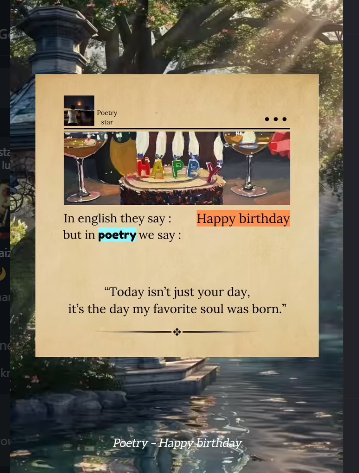 Poetry
star
HAPPY
In english they say : Happy birthday
but in poetry we say :
“Today isn’t just your day,
it’s the day my favorite soul was born.”
Poetry - Happy birthday